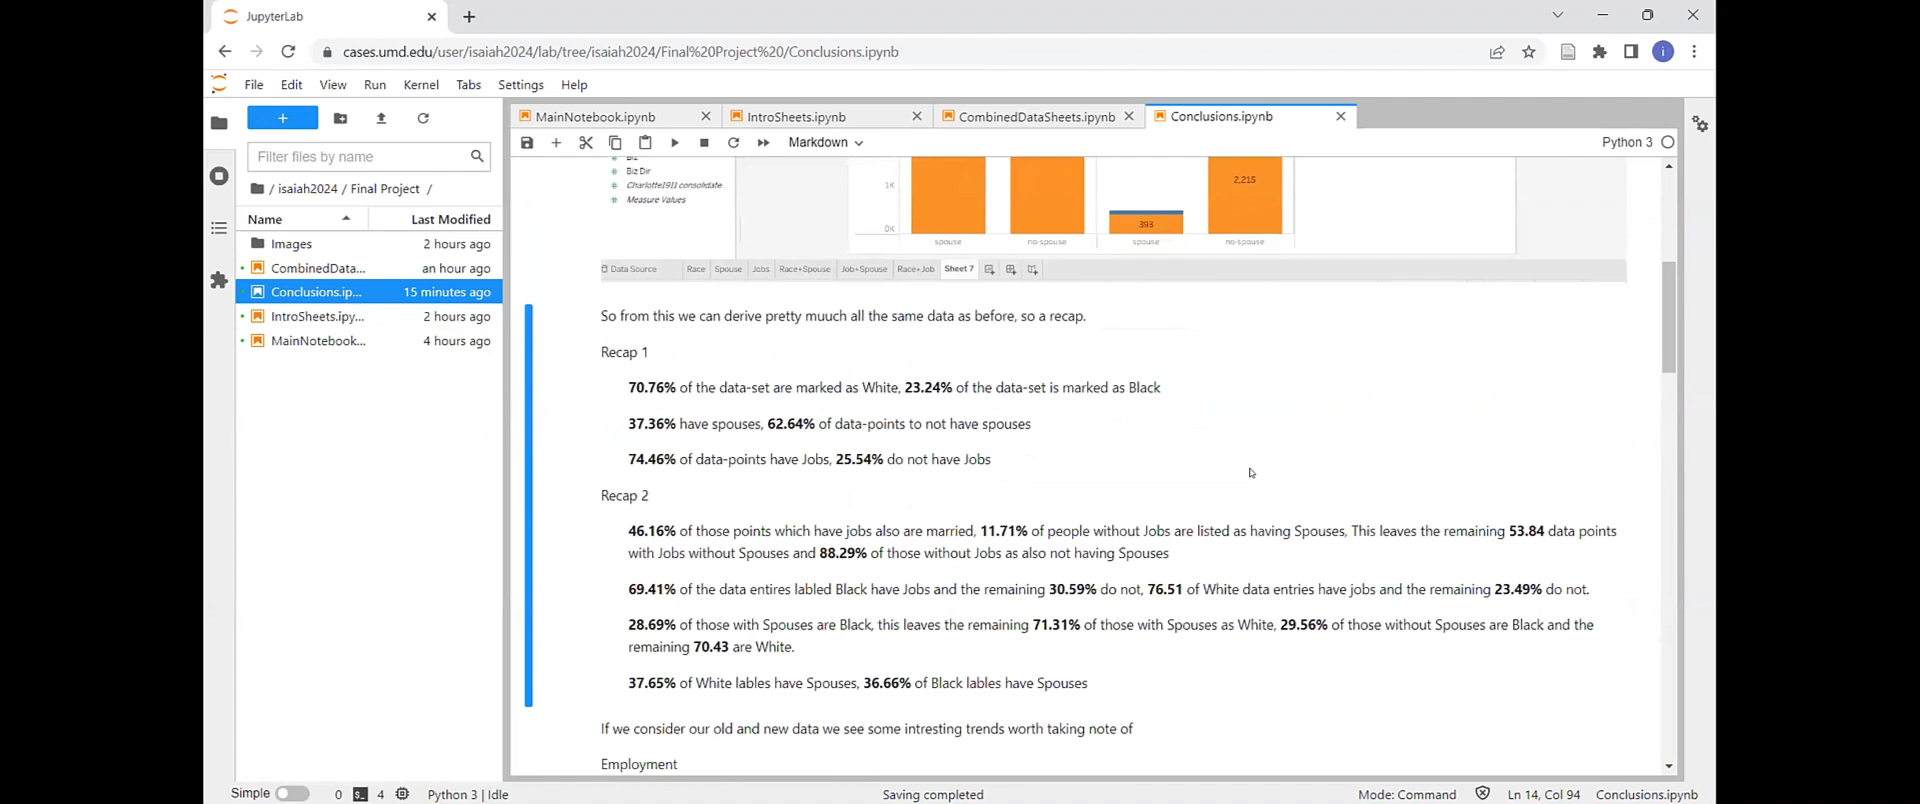 JupyterLab
cases.umd.edu/user/isaiah2024/lab/tree/isaiah2024/Final%20Project%20/Conclusions.ipynb
i
File Edit View Run Kernel Tabs Settings Help
MainNotebook.ipynb
IntroSheets.ipynb
CombinedDataSheets.ipynb
Conclusions.ipynb
Markdown
Python 3
Filter files by name
/ isaiah2024 / Final Project /
Name Last Modified
Images 2 hours ago
CombinedData... an hour ago
Conclusions.ip... 15 minutes ago
IntroSheets.ipy... 2 hours ago
MainNotebook... 4 hours ago
Biz
Biz Dir
Charlotte1911 consolidate...
Measure Values
1K
0K
2,215
393
spouse no-spouse spouse no-spouse
Data Source Race Spouse Jobs Race+Spouse Job+Spouse Race+Job Sheet 7
So from this we can derive pretty muuch all the same data as before, so a recap.
Recap 1
70.76% of the data-set are marked as White, 23.24% of the data-set is marked as Black
37.36% have spouses, 62.64% of data-points to not have spouses
74.46% of data-points have Jobs, 25.54% do not have Jobs
Recap 2
46.16% of those points which have jobs also are married, 11.71% of people without Jobs are listed as having Spouses, This leaves the remaining 53.84 data points
with Jobs without Spouses and 88.29% of those without Jobs as also not having Spouses
69.41% of the data entires labled Black have Jobs and the remaining 30.59% do not, 76.51 of White data entries have jobs and the remaining 23.49% do not.
28.69% of those with Spouses are Black, this leaves the remaining 71.31% of those with Spouses as White, 29.56% of those without Spouses are Black and the
remaining 70.43 are White.
37.65% of White lables have Spouses, 36.66% of Black lables have Spouses
If we consider our old and new data we see some intresting trends worth taking note of
Employment
Simple 0 $_ 4 Python 3 | Idle Saving completed Mode: Command Ln 14, Col 94 Conclusions.ipynb